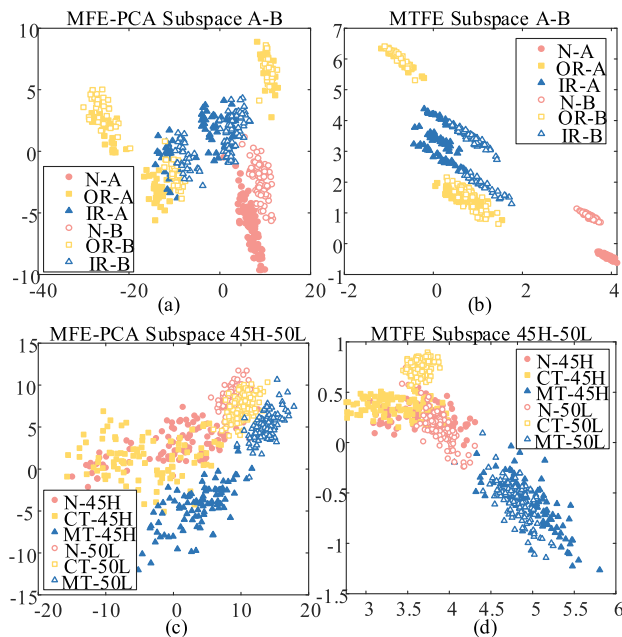 MFE-PCA Subspace A-B
10
5
0
-5
-10
-40
-20
0
20
N-A
OR-A
IR-A
N-B
OR-B
IR-B
(a)
MTFE Subspace A-B
7
6
5
4
3
2
1
0
-1
-2
0
2
4
N-A
OR-A
IR-A
N-B
OR-B
IR-B
(b)
MFE-PCA Subspace 45H-50L
15
10
5
0
-5
-10
-15
-20
-10
0
10
20
N-45H
CT-45H
MT-45H
N-50L
CT-50L
MT-50L
(c)
MTFE Subspace 45H-50L
1
0.5
0
-0.5
-1
-1.5
3
3.5
4
4.5
5
5.5
6
N-45H
CT-45H
MT-45H
N-50L
CT-50L
MT-50L
(d)